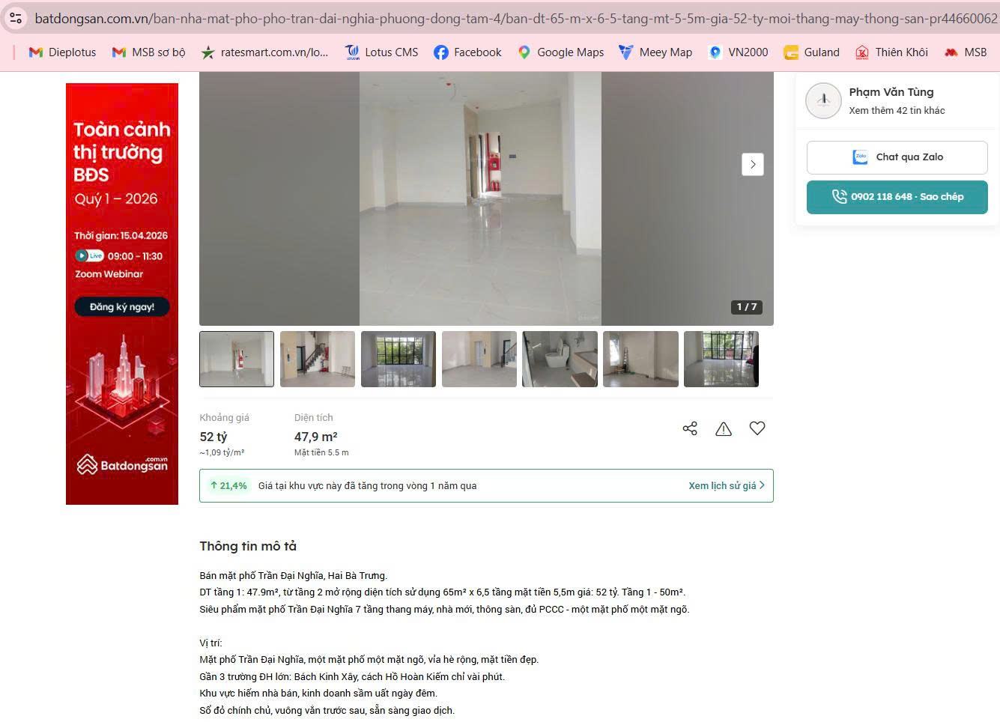 batdongsan.com.vn/ban-nha-mat-pho-pho-tran-dai-nghia-phuong-dong-tam-4/ban-dt-65-m-x-6-5-tang-mt-5-5m-gia-52-ty-moi-thang-may-thong-san-pr44660062
Dieplotus
MSB sơ bộ
ratesmart.com.vn/lo...
Lotus CMS
Facebook
Google Maps
Meey Map
VN2000
Guland
Thiên Khôi
MSB
Toàn cảnh
thị trường
BĐS
Quý 1 – 2026
Thời gian: 15.04.2026
Live 09:00 - 11:30
Zoom Webinar
Đăng ký ngay!
Batdongsan.com.vn
1 / 7
Phạm Văn Tùng
Xem thêm 42 tin khác
Zalo Chat qua Zalo
0902 118 648 · Sao chép
Khoảng giá
52 tỷ
~1,09 tỷ/m²
Diện tích
47,9 m²
Mặt tiền 5.5 m
21,4% Giá tại khu vực này đã tăng trong vòng 1 năm qua
Xem lịch sử giá
Thông tin mô tả
Bán mặt phố Trần Đại Nghĩa, Hai Bà Trưng.
DT tầng 1: 47.9m², từ tầng 2 mở rộng diện tích sử dụng 65m² x 6,5 tầng mặt tiền 5,5m giá: 52 tỷ. Tầng 1 - 50m².
Siêu phẩm mặt phố Trần Đại Nghĩa 7 tầng thang máy, nhà mới, thông sàn, đủ PCCC - một mặt phố một mặt ngõ.
Vị trí:
Mặt phố Trần Đại Nghĩa, một mặt phố một mặt ngõ, vỉa hè rộng, mặt tiền đẹp.
Gần 3 trường ĐH lớn: Bách Kinh Xây, cách Hồ Hoàn Kiếm chỉ vài phút.
Khu vực hiếm nhà bán, kinh doanh sầm uất ngày đêm.
Sổ đỏ chính chủ, vuông vắn trước sau, sẵn sàng giao dịch.